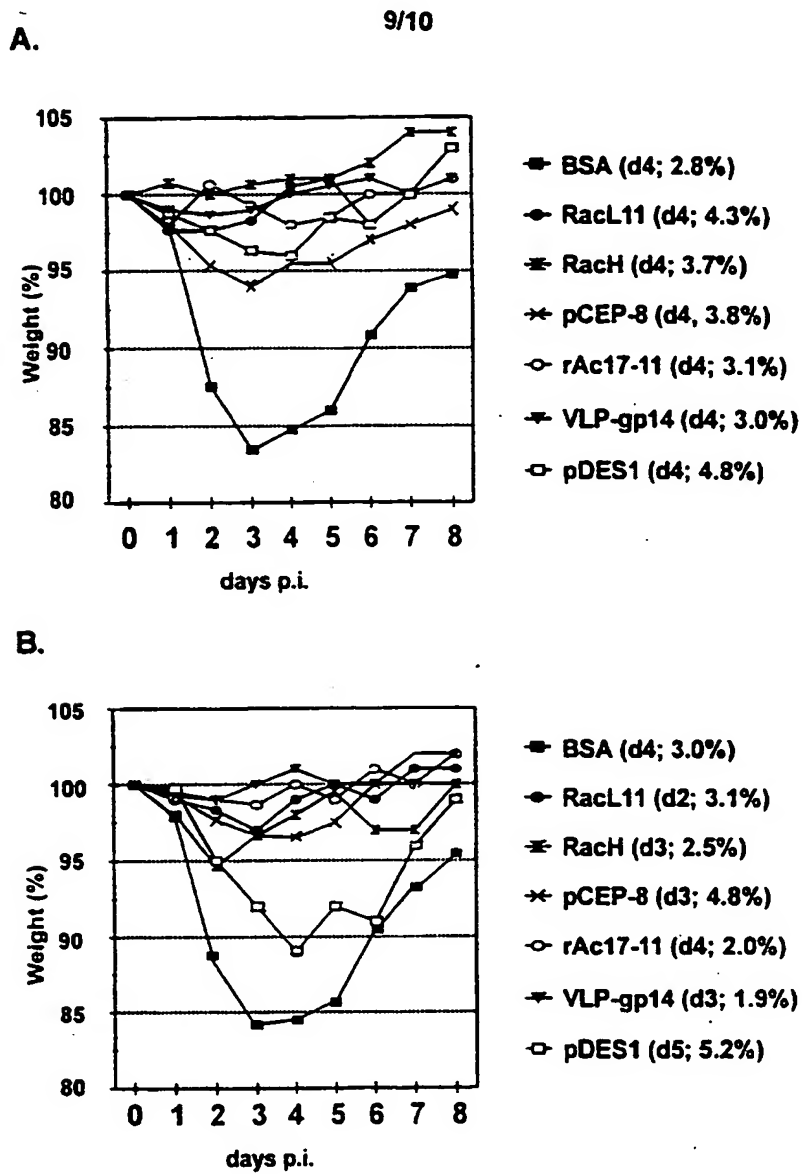 9/10
A.
105
100
95
90
85
80
Weight (%)
0 1 2 3 4 5 6 7 8
days p.i.
BSA (d4; 2.8%)
RacL11 (d4; 4.3%)
RacH (d4; 3.7%)
pCEP-8 (d4, 3.8%)
rAc17-11 (d4; 3.1%)
VLP-gp14 (d4; 3.0%)
pDES1 (d4; 4.8%)
B.
105
100
95
90
85
80
Weight (%)
0 1 2 3 4 5 6 7 8
days p.i.
BSA (d4; 3.0%)
RacL11 (d2; 3.1%)
RacH (d3; 2.5%)
pCEP-8 (d3; 4.8%)
rAc17-11 (d4; 2.0%)
VLP-gp14 (d3; 1.9%)
pDES1 (d5; 5.2%)